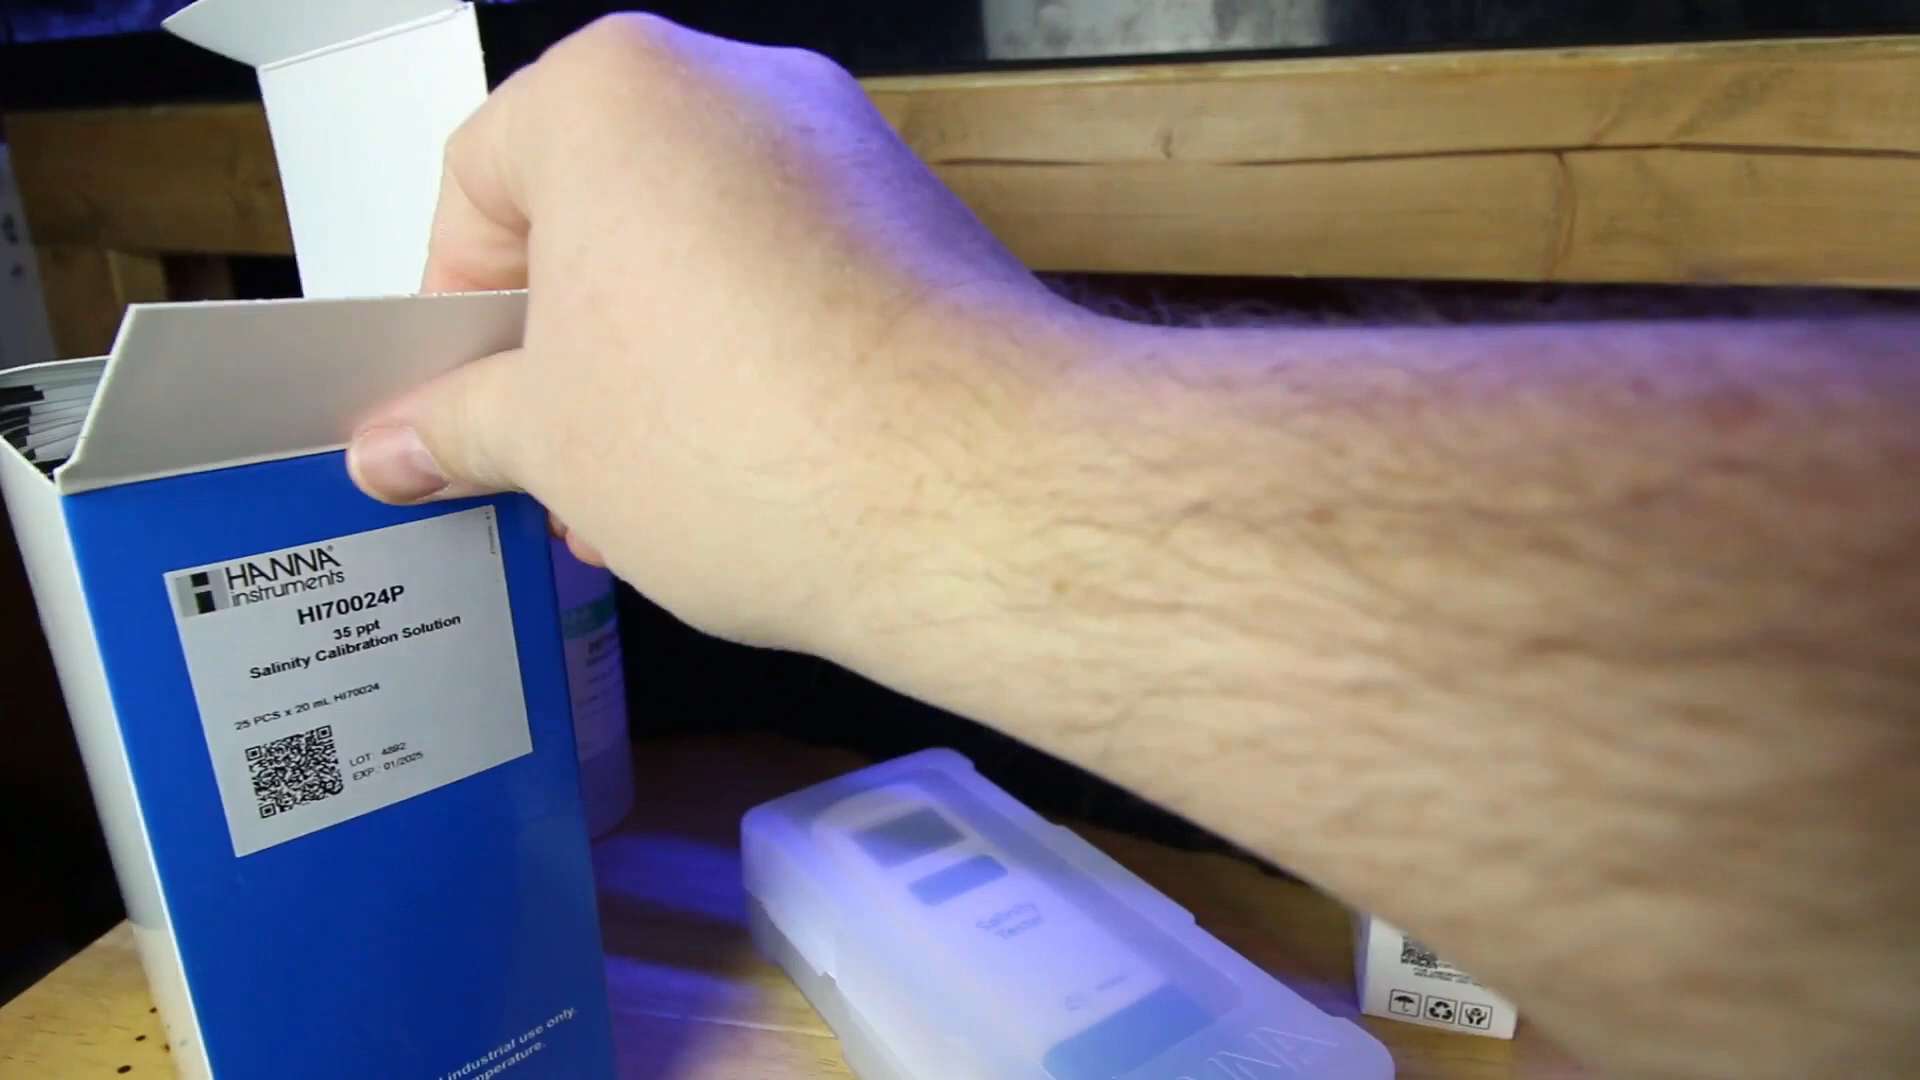 HANNA
instruments
HI70024P
35 ppt
Salinity Calibration Solution
25 PCS x 20 mL HI70024
LOT: 4892
EXP.: 01/2025
industrial use only.
Salinity
Tester